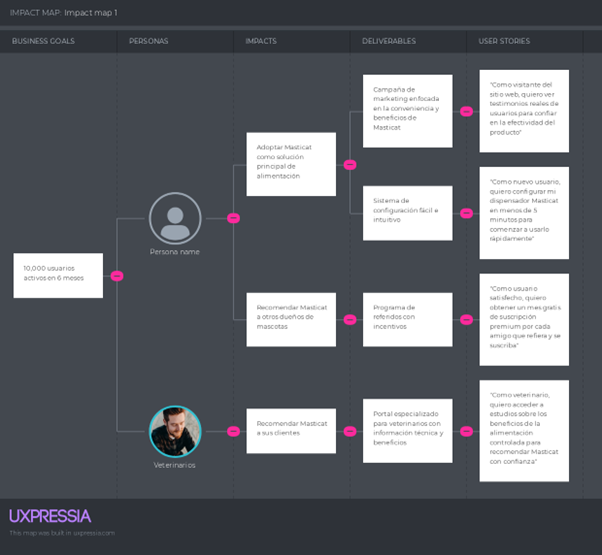 IMPACT MAP: Impact map 1
BUSINESS GOALS
PERSONAS
IMPACTS
DELIVERABLES
USER STORIES
10,000 usuarios
activos en 6 meses
Persona name
Veterinarios
Adoptar Masticat
como solución
principal de
alimentación
Recomendar Masticat
a otros dueños de
mascotas
Recomendar Masticat
a sus clientes
Campaña de
marketing enfocada
en la conveniencia y
beneficios de
Masticat
Sistema de
configuración fácil e
intuitivo
Programa de
referidos con
incentivos
Portal especializado
para veterinarios con
información técnica y
beneficios
"Como visitante del
sitio web, quiero ver
testimonios reales de
usuarios para confiar
en la efectividad del
producto"
"Como nuevo usuario,
quiero configurar mi
dispensador Masticat
en menos de 5
minutos para
comenzar a usarlo
rápidamente"
"Como usuario
satisfecho, quiero
obtener un mes gratis
de suscripción
premium por cada
amigo que refiera y se
suscriba"
"Como veterinario,
quiero acceder a
estudios sobre los
beneficios de la
alimentación
controlada para
recomendar Masticat
con confianza"
UXPRESSIA
This map was built in uxpressia.com